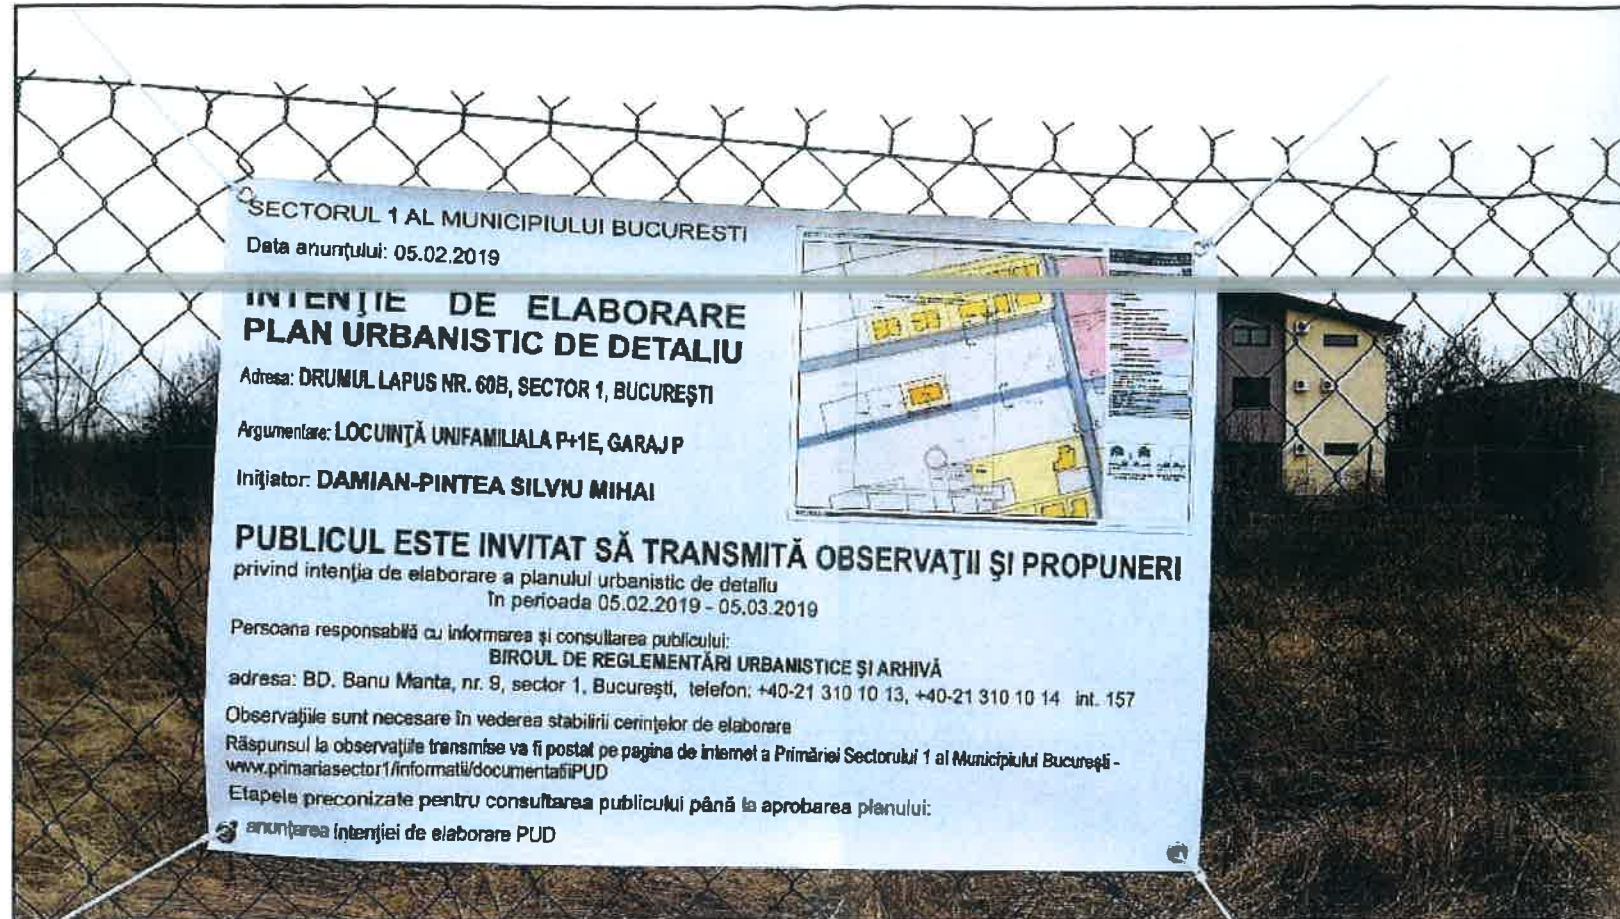 SECTORUL 1 AL MUNICIPIULUI BUCURESTI
Data anunțului: 05.02.2019
INTENȚIE DE ELABORARE
PLAN URBANISTIC DE DETALIU
Adresa: DRUMUL LAPUS NR. 60B, SECTOR 1, BUCUREȘTI
Argumentare: LOCUINȚĂ UNIFAMILIALA P+1E, GARAJ P
Inițiator: DAMIAN-PINTEA SILVIU MIHAI
PUBLICUL ESTE INVITAT SĂ TRANSMITĂ OBSERVAȚII ȘI PROPUNERI
privind intenția de elaborare a planului urbanistic de detaliu
în perioada 05.02.2019 - 05.03.2019
Persoana responsabilă cu informarea și consultarea publicului:
BIROUL DE REGLEMENTĂRI URBANISTICE ȘI ARHIVĂ
adresa: BD. Banu Manta, nr. 9, sector 1, București, telefon: +40-21 310 10 13, +40-21 310 10 14 int. 157
Observațiile sunt necesare în vederea stabilirii cerințelor de elaborare
Răspunsul la observațiile transmise va fi postat pe pagina de internet a Primăriei Sectorului 1 al Municipiului București -
www.primariasector1/informatii/documentatiiPUD
Etapele preconizate pentru consultarea publicului până la aprobarea planului:
anunțarea intenției de elaborare PUD